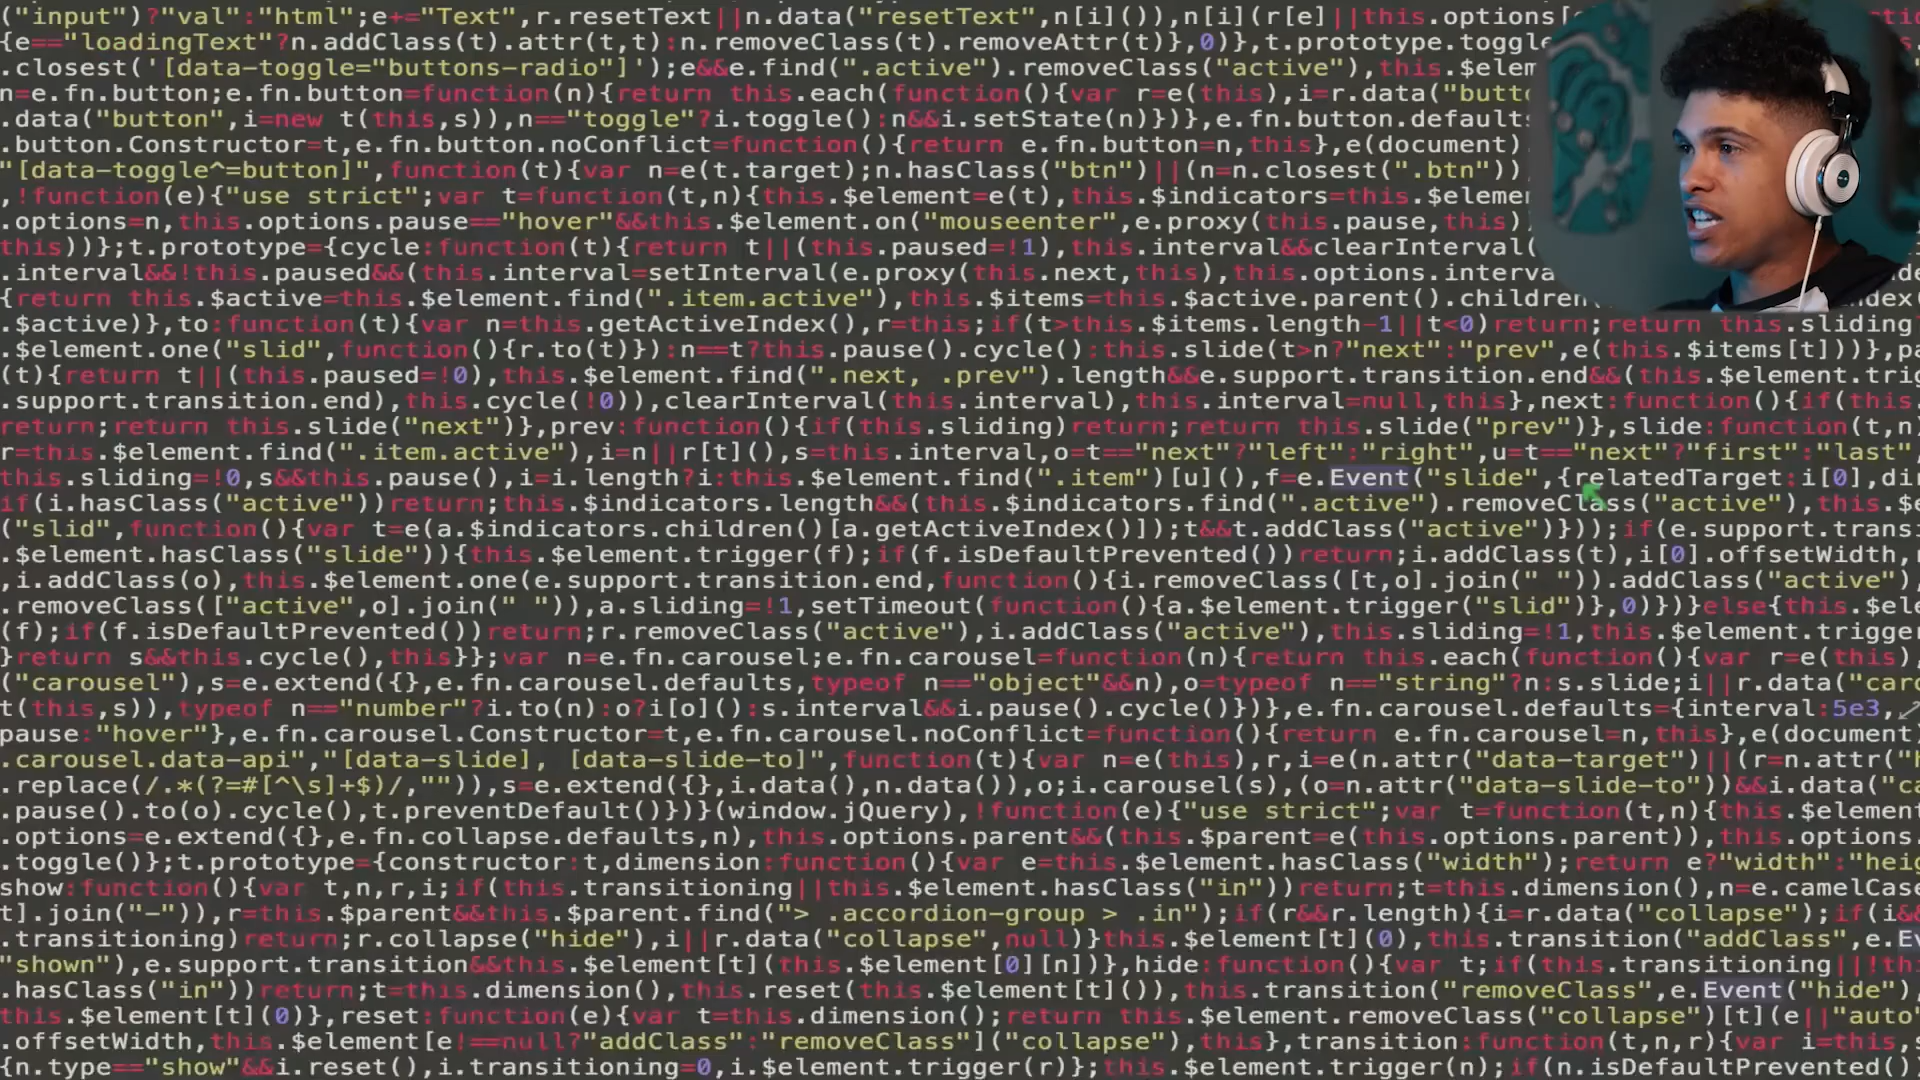 ("input")?"val":"html";e+="Text",r.resetText||n.data("resetText",n[i]()),n[i](r[e]||this.options[
{e=="loadingText"?n.addClass(t).attr(t,t):n.removeClass(t).removeAttr(t)},0)},t.prototype.toggle
.closest('[data-toggle="buttons-radio"]');e&&e.find(".active").removeClass("active"),this.$elem
n=e.fn.button;e.fn.button=function(n){return this.each(function(){var r=e(this),i=r.data("butto
.data("button",i=new t(this,s)),n=="toggle"?i.toggle():n&&i.setState(n)})},e.fn.button.defaults
.button.Constructor=t,e.fn.button.noConflict=function(){return e.fn.button=n,this},e(document)
"[data-toggle^=button]",function(t){var n=e(t.target);n.hasClass("btn")||(n=n.closest(".btn"))
,!function(e){"use strict";var t=function(t,n){this.$element=e(t),this.$indicators=this.$elemen
.options=n,this.options.pause=="hover"&&this.$element.on("mouseenter",e.proxy(this.pause,this)
this))};t.prototype={cycle:function(t){return t||(this.paused=!1),this.interval&&clearInterval(
.interval&&!this.paused&&(this.interval=setInterval(e.proxy(this.next,this),this.options.interva
{return this.$active=this.$element.find(".item.active"),this.$items=this.$active.parent().children(
.$active)},to:function(t){var n=this.getActiveIndex(),r=this;if(t>this.$items.length-1||t<0)return;return this.sliding?
.$element.one("slid",function(){r.to(t)}):n==t?this.pause().cycle():this.slide(t>n?"next":"prev",e(this.$items[t]))},pa
(t){return t||(this.paused=!0),this.$element.find(".next, .prev").length&&e.support.transition.end&&(this.$element.trig
.support.transition.end),this.cycle(!0)),clearInterval(this.interval),this.interval=null,this},next:function(){if(this.
return;return this.slide("next")},prev:function(){if(this.sliding)return;return this.slide("prev")},slide:function(t,n)
r=this.$element.find(".item.active"),i=n||r[t](),s=this.interval,o=t=="next"?"left":"right",u=t=="next"?"first":"last",
this.sliding=!0,s&&this.pause(),i=i.length?i:this.$element.find(".item")[u](),f=e.Event("slide",{relatedTarget:i[0],dir
if(i.hasClass("active"))return;this.$indicators.length&&(this.$indicators.find(".active").removeClass("active"),this.$e
("slid",function(){var t=e(a.$indicators.children()[a.getActiveIndex()]);t&&t.addClass("active")}));if(e.support.transi
.$element.hasClass("slide")){this.$element.trigger(f);if(f.isDefaultPrevented())return;i.addClass(t),i[0].offsetWidth,
,i.addClass(o),this.$element.one(e.support.transition.end,function(){i.removeClass([t,o].join(" ")).addClass("active")
.removeClass(["active",o].join(" ")),a.sliding=!1,setTimeout(function(){a.$element.trigger("slid")},0)})}else{this.$ele
(f);if(f.isDefaultPrevented())return;r.removeClass("active"),i.addClass("active"),this.sliding=!1,this.$element.trigger
}return s&&this.cycle(),this}};var n=e.fn.carousel;e.fn.carousel=function(n){return this.each(function(){var r=e(this),
("carousel"),s=e.extend({},e.fn.carousel.defaults,typeof n=="object"&&n),o=typeof n=="string"?n:s.slide;i||r.data("caro
t(this,s)),typeof n=="number"?i.to(n):o?i[o]():s.interval&&i.pause().cycle()})},e.fn.carousel.defaults={interval:5e3,
pause:"hover"},e.fn.carousel.Constructor=t,e.fn.carousel.noConflict=function(){return e.fn.carousel=n,this},e(document
.carousel.data-api","[data-slide], [data-slide-to]",function(t){var n=e(this),r,i=e(n.attr("data-target")||(r=n.attr("h
.replace(/.*(?=#[^\s]+$)/,"")),s=e.extend({},i.data(),n.data()),o;i.carousel(s),(o=n.attr("data-slide-to"))&&i.data("ca
.pause().to(o).cycle(),t.preventDefault()})}(window.jQuery),!function(e){"use strict";var t=function(t,n){this.$element
.options=e.extend({},e.fn.collapse.defaults,n),this.options.parent&&(this.$parent=e(this.options.parent)),this.options
.toggle()};t.prototype={constructor:t,dimension:function(){var e=this.$element.hasClass("width");return e?"width":"heig
show:function(){var t,n,r,i;if(this.transitioning||this.$element.hasClass("in"))return;t=this.dimension(),n=e.camelCase
t].join("-")),r=this.$parent&&this.$parent.find("> .accordion-group > .in");if(r&&r.length){i=r.data("collapse");if(i&&
.transitioning)return;r.collapse("hide"),i||r.data("collapse",null)}this.$element[t](0),this.transition("addClass",e.Ev
"shown"),e.support.transition&&this.$element[t](this.$element[0][n])},hide:function(){var t;if(this.transitioning||!thi
.hasClass("in"))return;t=this.dimension(),this.reset(this.$element[t]()),this.transition("removeClass",e.Event("hide"),
this.$element[t](0)},reset:function(e){var t=this.dimension();return this.$element.removeClass("collapse")[t](e||"auto"
.offsetWidth,this.$element[e!==null?"addClass":"removeClass"]("collapse"),this},transition:function(t,n,r){var i=this,s
{n.type=="show"&&i.reset(),i.transitioning=0,i.$element.trigger(r)};this.$element.trigger(n);if(n.isDefaultPrevented()